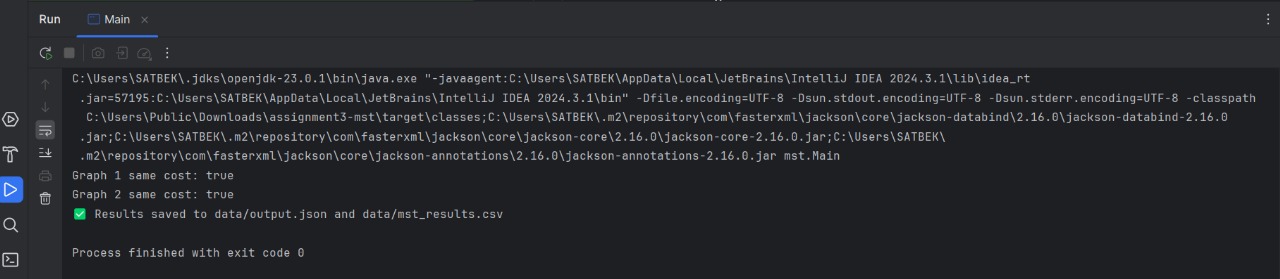 Run
Main
C:\Users\SATBEK\.jdks\openjdk-23.0.1\bin\java.exe "-javaagent:C:\Users\SATBEK\AppData\Local\JetBrains\IntelliJ IDEA 2024.3.1\lib\idea_rt
.jar=57195:C:\Users\SATBEK\AppData\Local\JetBrains\IntelliJ IDEA 2024.3.1\bin" -Dfile.encoding=UTF-8 -Dsun.stdout.encoding=UTF-8 -Dsun.stderr.encoding=UTF-8 -classpath
C:\Users\Public\Downloads\assignment3-mst\target\classes;C:\Users\SATBEK\.m2\repository\com\fasterxml\jackson\core\jackson-databind\2.16.0\jackson-databind-2.16.0
.jar;C:\Users\SATBEK\.m2\repository\com\fasterxml\jackson\core\jackson-core\2.16.0\jackson-core-2.16.0.jar;C:\Users\SATBEK\
.m2\repository\com\fasterxml\jackson\core\jackson-annotations\2.16.0\jackson-annotations-2.16.0.jar mst.Main
Graph 1 same cost: true
Graph 2 same cost: true
✅ Results saved to data/output.json and data/mst_results.csv
Process finished with exit code 0